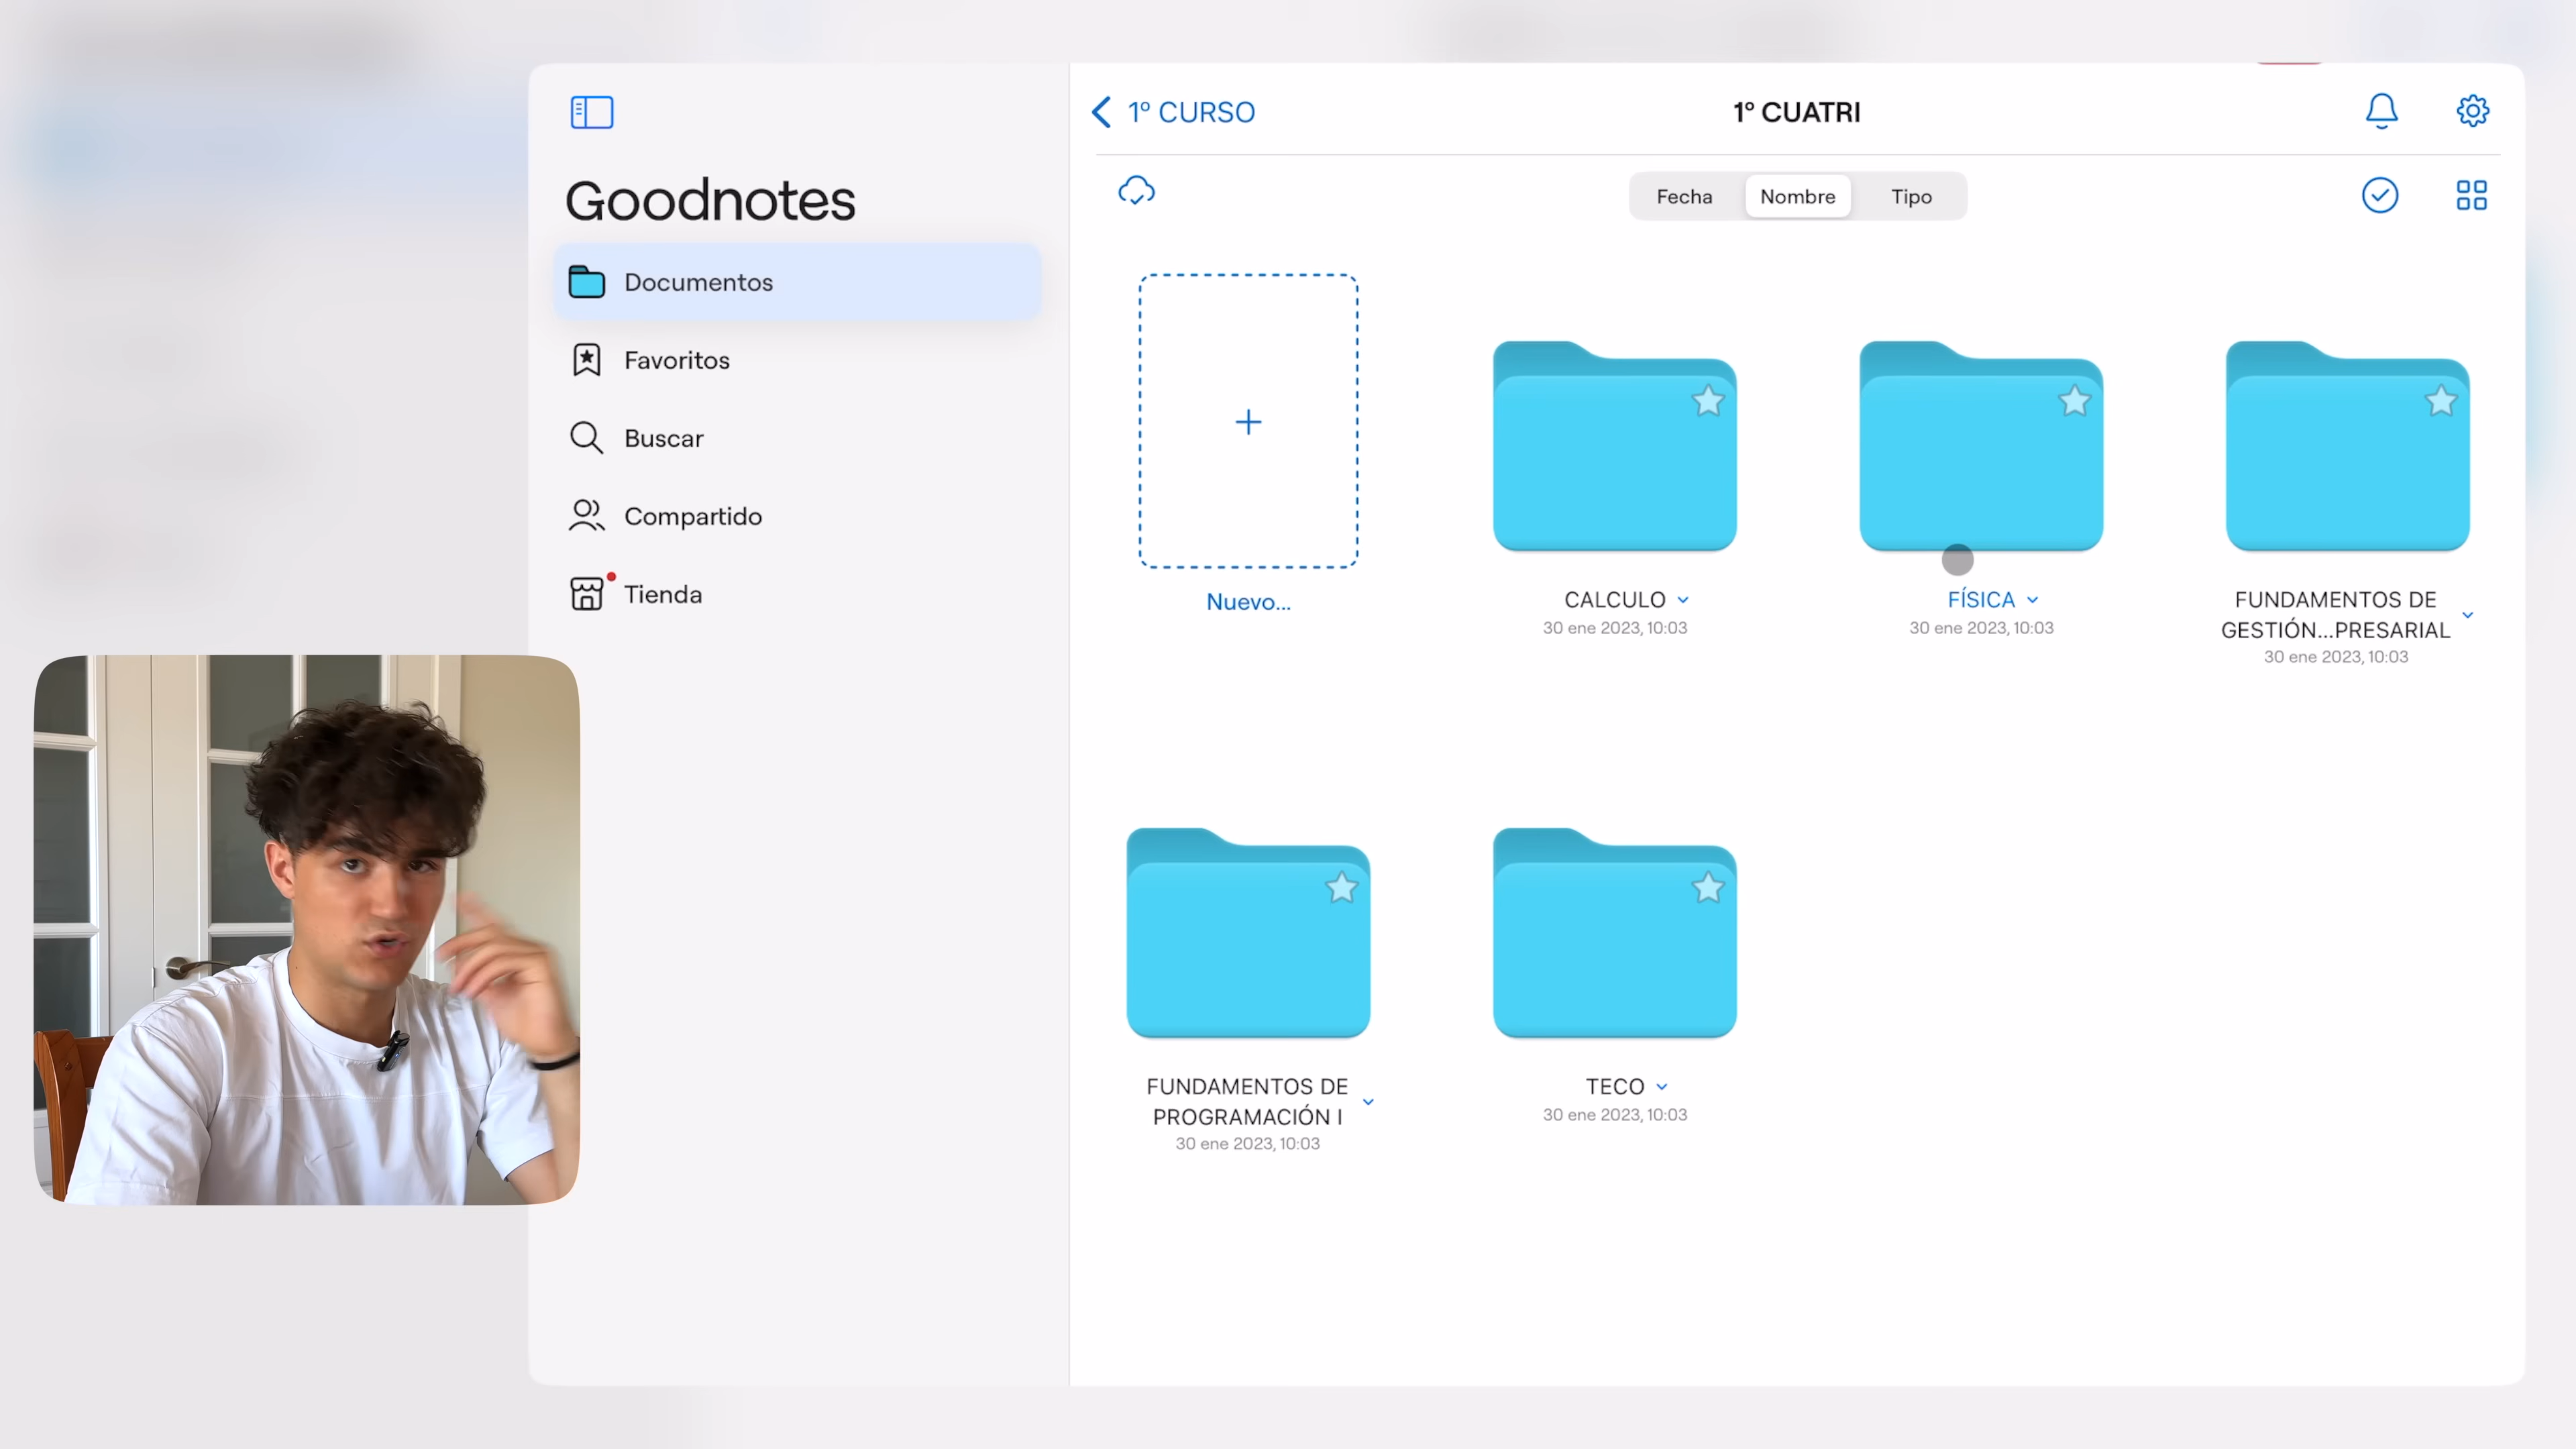 1º CURSO
1º CUATRI
Goodnotes
Fecha
Nombre
Tipo
Documentos
Favoritos
Buscar
Compartido
Tienda
Nuevo...
CALCULO
30 ene 2023, 10:03
FÍSICA
30 ene 2023, 10:03
FUNDAMENTOS DE
GESTIÓN...PRESARIAL
30 ene 2023, 10:03
FUNDAMENTOS DE
PROGRAMACIÓN I
30 ene 2023, 10:03
TECO
30 ene 2023, 10:03